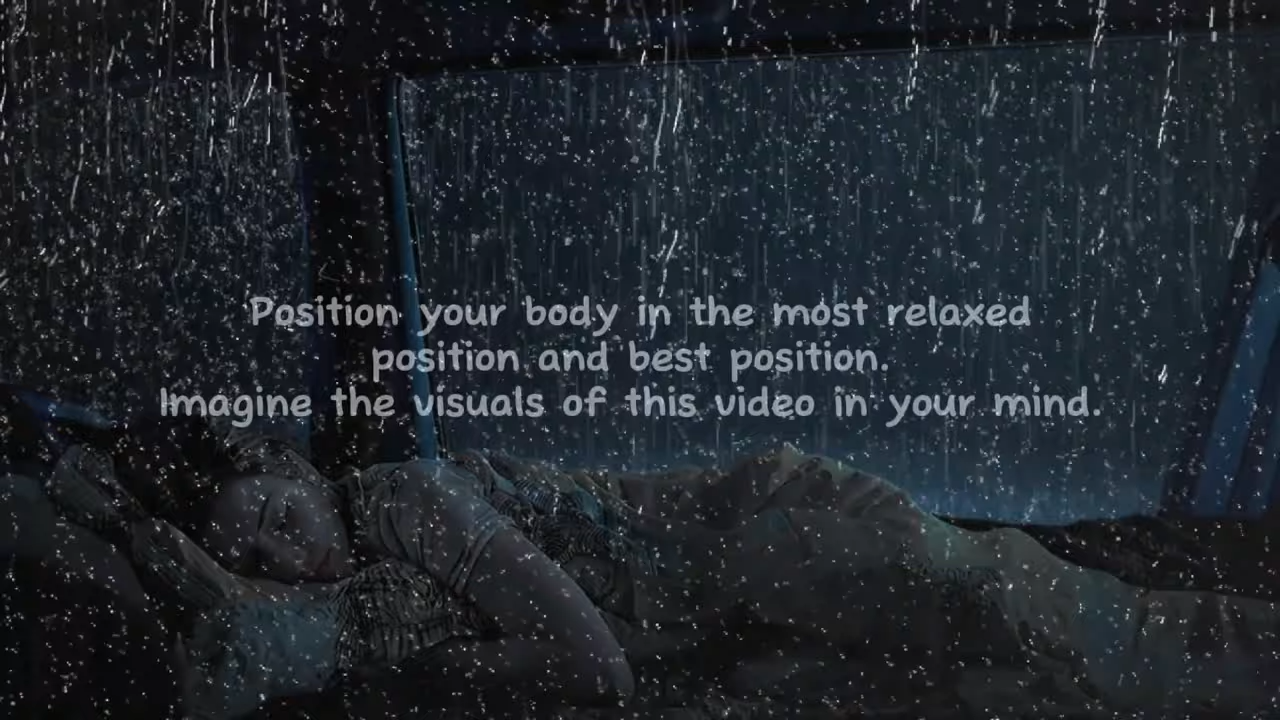 Position your body in the most relaxed
position and best position.
Imagine the visuals of this video in your mind.